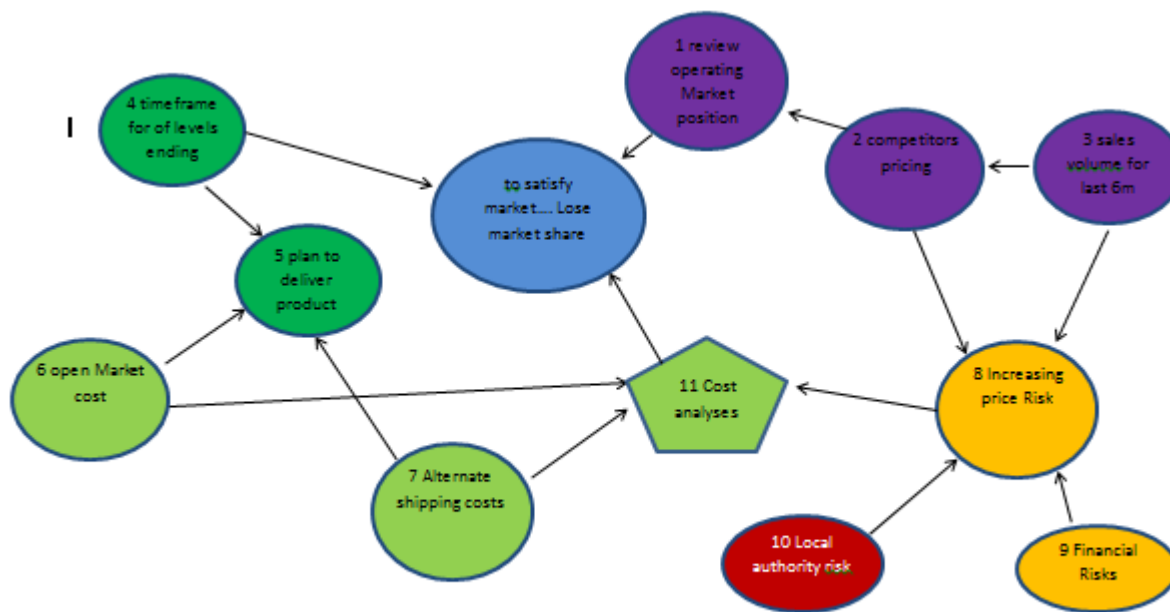 1 review
operating
Market
position
4 timeframe
for of levels
ending
I
2 competitors
pricing
3 sales
volume for
last 6m
to satisfy
market.... Lose
market share
5 plan to
deliver
product
6 open Market
cost
11 Cost
analyses
8 Increasing
price Risk
7 Alternate
shipping costs
10 Local
authority risk
9 Financial
Risks